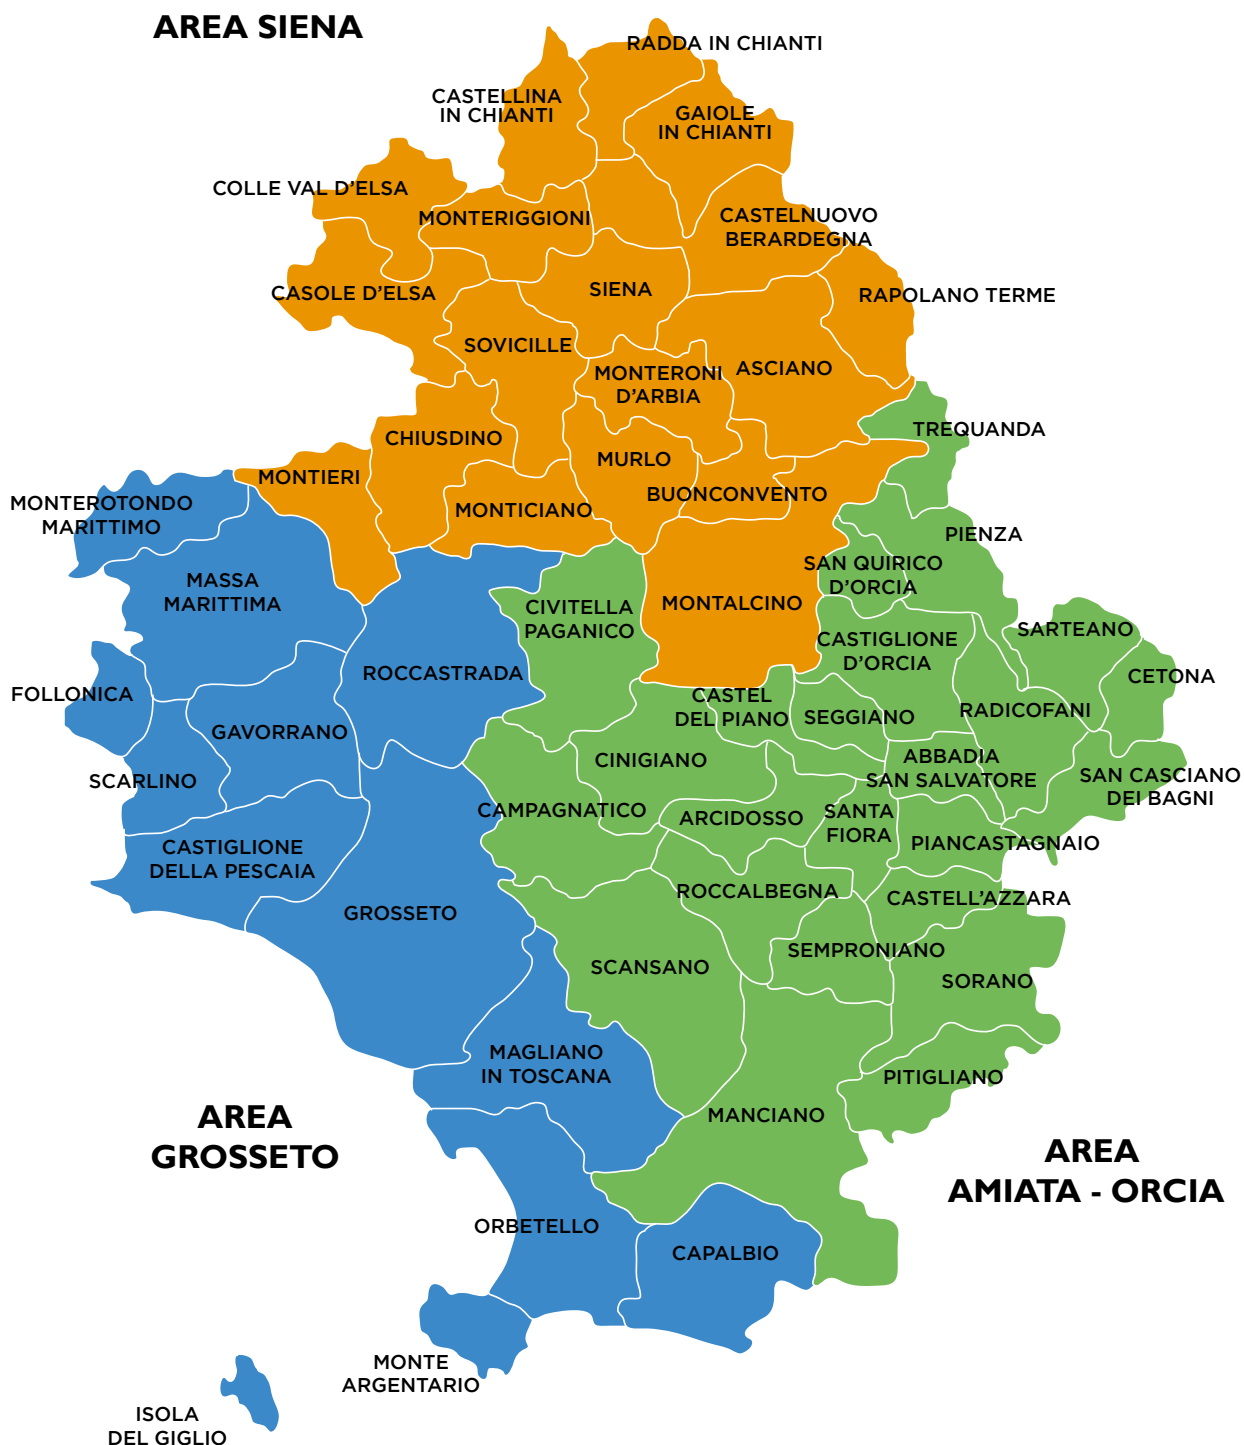 AREA SIENA
RADDA IN CHIANTI
CASTELLINA
IN CHIANTI
GAIOLE
IN CHIANTI
COLLE VAL D'ELSA
MONTERIGGIONI
CASTELNUOVO
BERARDEGNA
CASOLE D'ELSA
SIENA
RAPOLANO TERME
SOVICILLE
MONTERONI
D'ARBIA
ASCIANO
CHIUSDINO
TREQUANDA
MURLO
MONTIERI
BUONCONVENTO
MONTEROTONDO
MARITTIMO
MONTICIANO
PIENZA
SAN QUIRICO
D'ORCIA
MASSA
MARITTIMA
CIVITELLA
PAGANICO
MONTALCINO
SARTEANO
CASTIGLIONE
D'ORCIA
ROCCASTRADA
CETONA
FOLLONICA
CASTEL
DEL PIANO
SEGGIANO
RADICOFANI
GAVORRANO
CINIGIANO
ABBADIA
SAN SALVATORE
SCARLINO
SAN CASCIANO
DEI BAGNI
CAMPAGNATICO
ARCIDOSSO
SANTA
FIORA
PIANCASTAGNAIO
CASTIGLIONE
DELLA PESCAIA
ROCCALBEGNA
CASTELL'AZZARA
GROSSETO
SEMPRONIANO
SCANSANO
SORANO
MAGLIANO
IN TOSCANA
PITIGLIANO
MANCIANO
AREA
GROSSETO
AREA
AMIATA - ORCIA
ORBETELLO
CAPALBIO
MONTE
ARGENTARIO
ISOLA
DEL GIGLIO